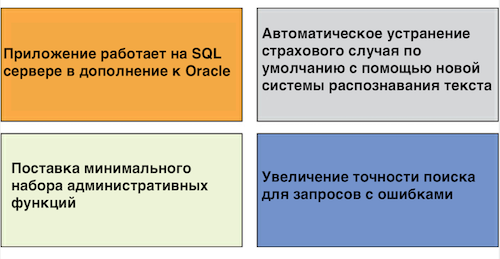 Приложение работает на SQL
сервере в дополнение к Oracle
Автоматическое устранение
страхового случая по
умолчанию с помощью новой
системы распознавания текста
Поставка минимального
набора административных
функций
Увеличение точности поиска
для запросов с ошибками